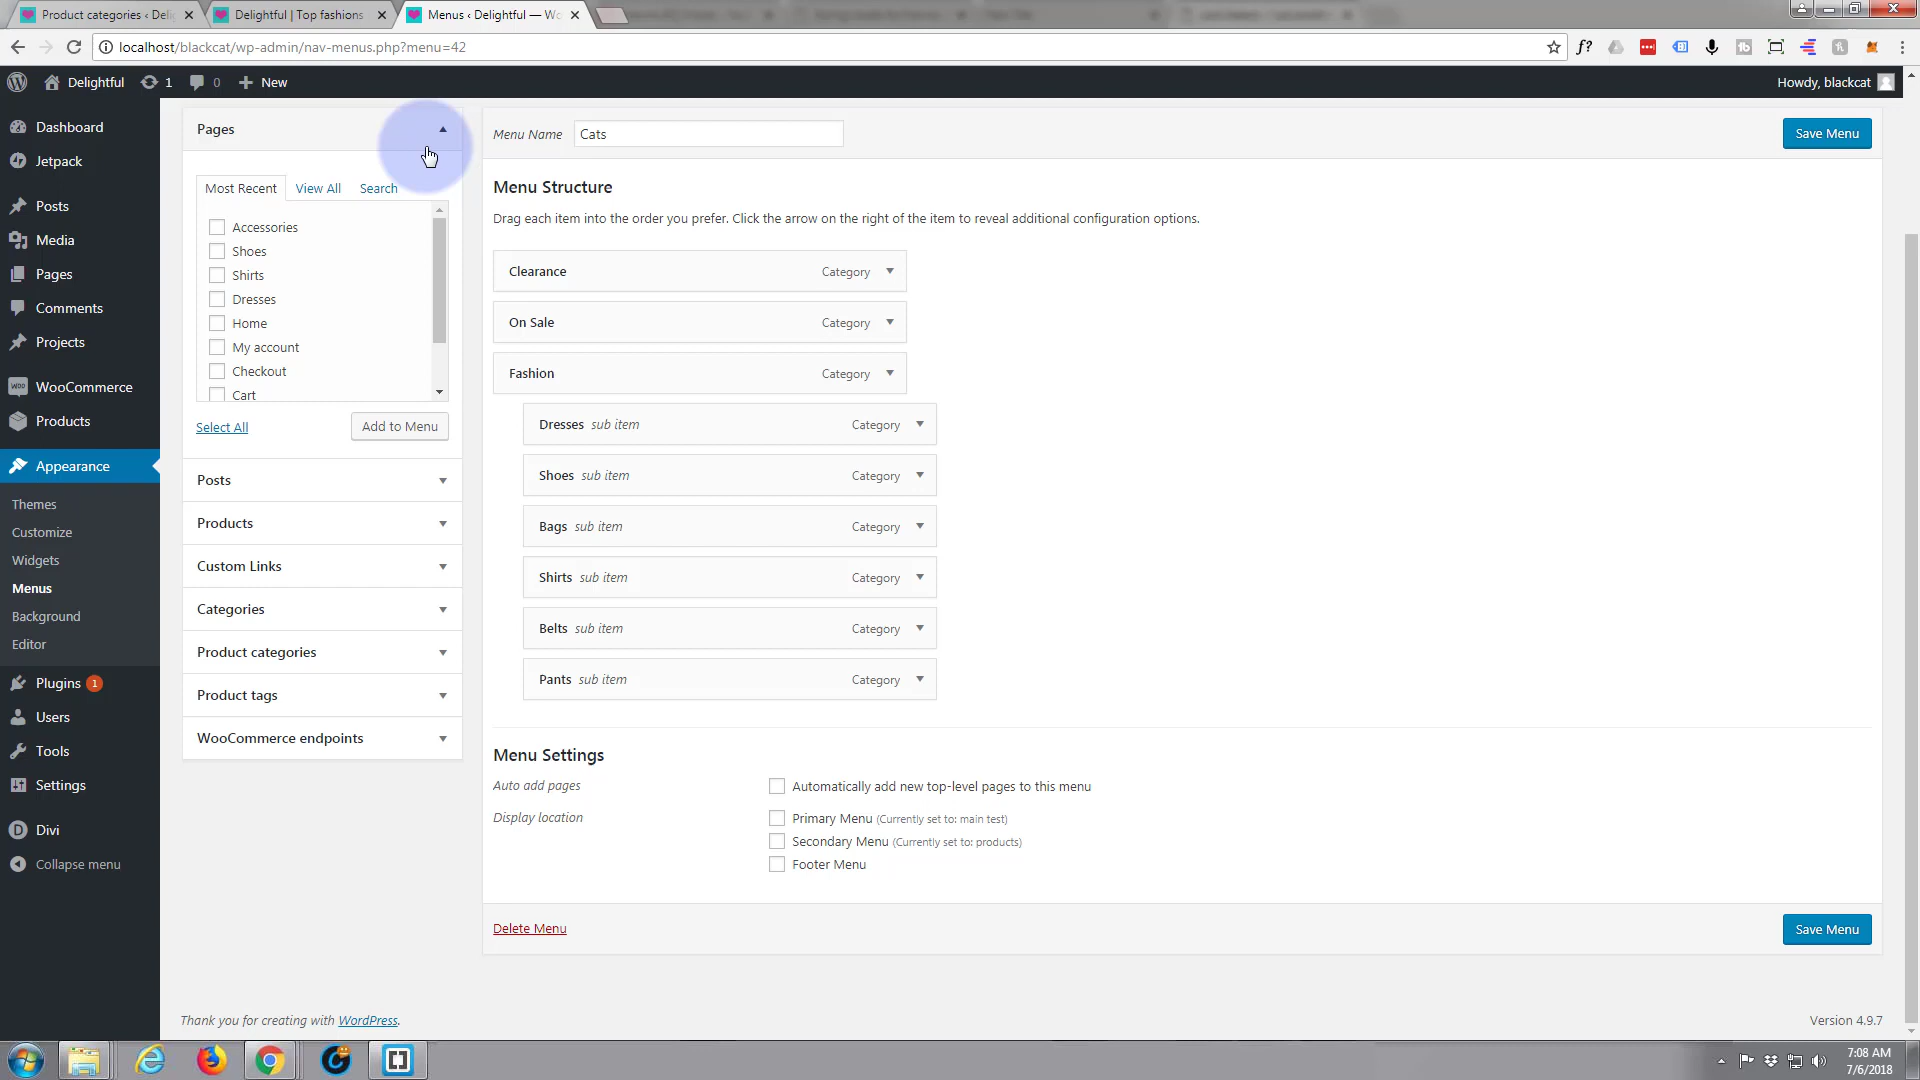 Product categories ‹ Deli
Delightful | Top fashions
Menus ‹ Delightful — Wo
localhost/blackcat/wp-admin/nav-menus.php?menu=42
f?
Delightful
1
0
New
Howdy, blackcat
Dashboard
Jetpack
Posts
Media
Pages
Comments
Projects
WooCommerce
Products
Appearance
Themes
Customize
Widgets
Menus
Background
Editor
Plugins 1
Users
Tools
Settings
Divi
Collapse menu
Pages
Most Recent
View All
Search
Accessories
Shoes
Shirts
Dresses
Home
My account
Checkout
Cart
Select All
Add to Menu
Posts
Products
Custom Links
Categories
Product categories
Product tags
WooCommerce endpoints
Menu Name
Cats
Save Menu
Menu Structure
Drag each item into the order you prefer. Click the arrow on the right of the item to reveal additional configuration options.
Clearance Category
On Sale Category
Fashion Category
Dresses sub item Category
Shoes sub item Category
Bags sub item Category
Shirts sub item Category
Belts sub item Category
Pants sub item Category
Menu Settings
Auto add pages
Automatically add new top-level pages to this menu
Display location
Primary Menu (Currently set to: main test)
Secondary Menu (Currently set to: products)
Footer Menu
Delete Menu
Save Menu
Thank you for creating with WordPress.
Version 4.9.7
7:08 AM
7/6/2018